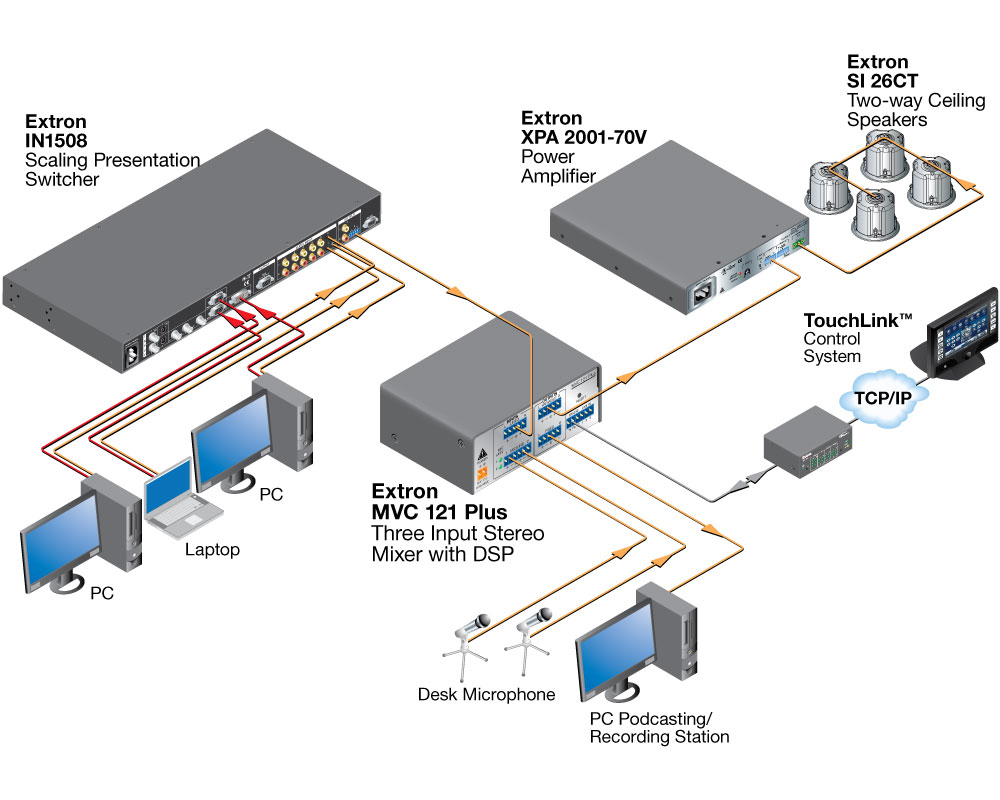 Extron
IN1508
Scaling Presentation
Switcher
Extron
XPA 2001-70V
Power
Amplifier
Extron
SI 26CT
Two-way Ceiling
Speakers
TouchLink™
Control
System
TCP/IP
Extron
MVC 121 Plus
Three Input Stereo
Mixer with DSP
PC
Laptop
PC
Desk Microphone
PC Podcasting/
Recording Station